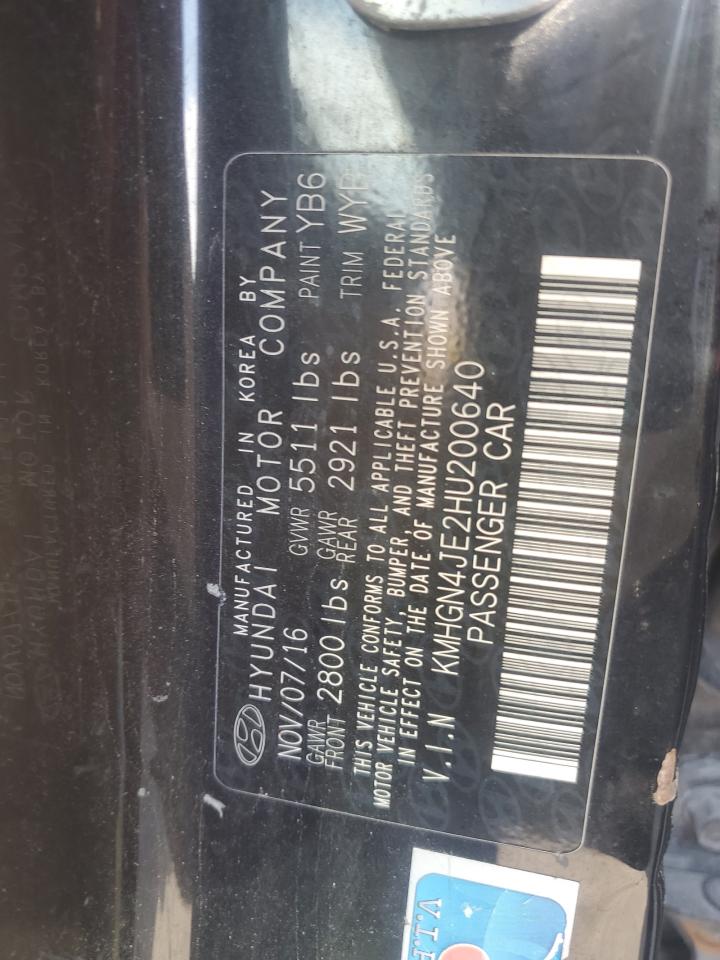 MANUFACTURED IN KOREA BY
HYUNDAI MOTOR COMPANY
NOV/07/16 GVWR 5511 lbs PAINT YB6
GAWR FRONT 2800 lbs GAWR REAR 2921 lbs TRIM
THIS VEHICLE CONFORMS TO ALL APPLICABLE U.S.A. FEDERAL
MOTOR VEHICLE SAFETY, BUMPER, AND THEFT PREVENTION STANDARDS
IN EFFECT ON THE DATE OF MANUFACTURE SHOWN ABOVE
V.I.N KMHGN4JE2HU200640
PASSENGER CAR
V.I.P